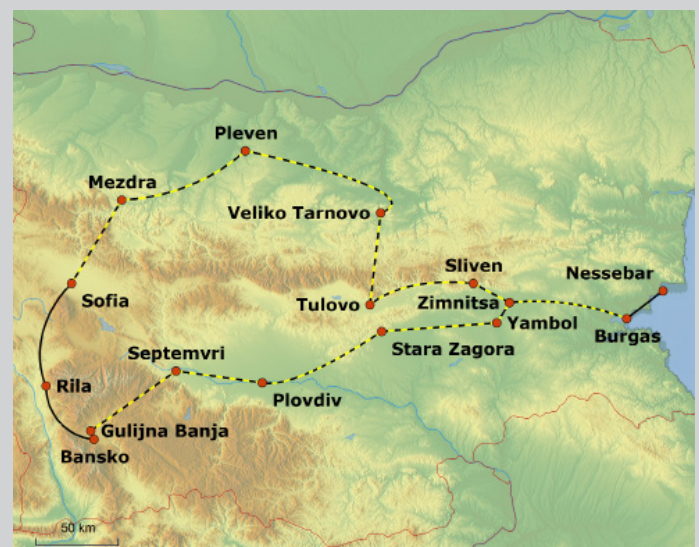 Pleven
Mezdra
Veliko Tarnovo
Sliven
Nessebar
Sofia
Tulovo
Zimnitsa
Yambol
Burgas
Septemvri
Stara Zagora
Rila
Plovdiv
Gulijna Banja
Bansko
50 km